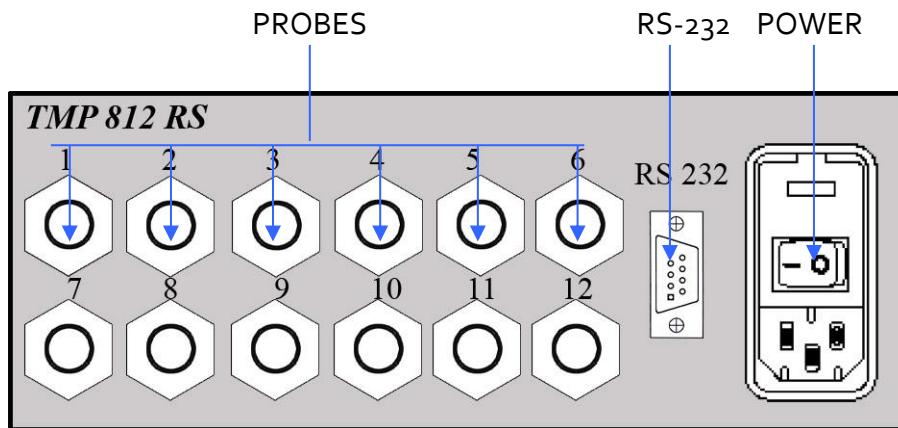 PROBES RS-232 POWER
TMP 812 RS
1 2 3 4 5 6
RS 232
7 8 9 10 11 12